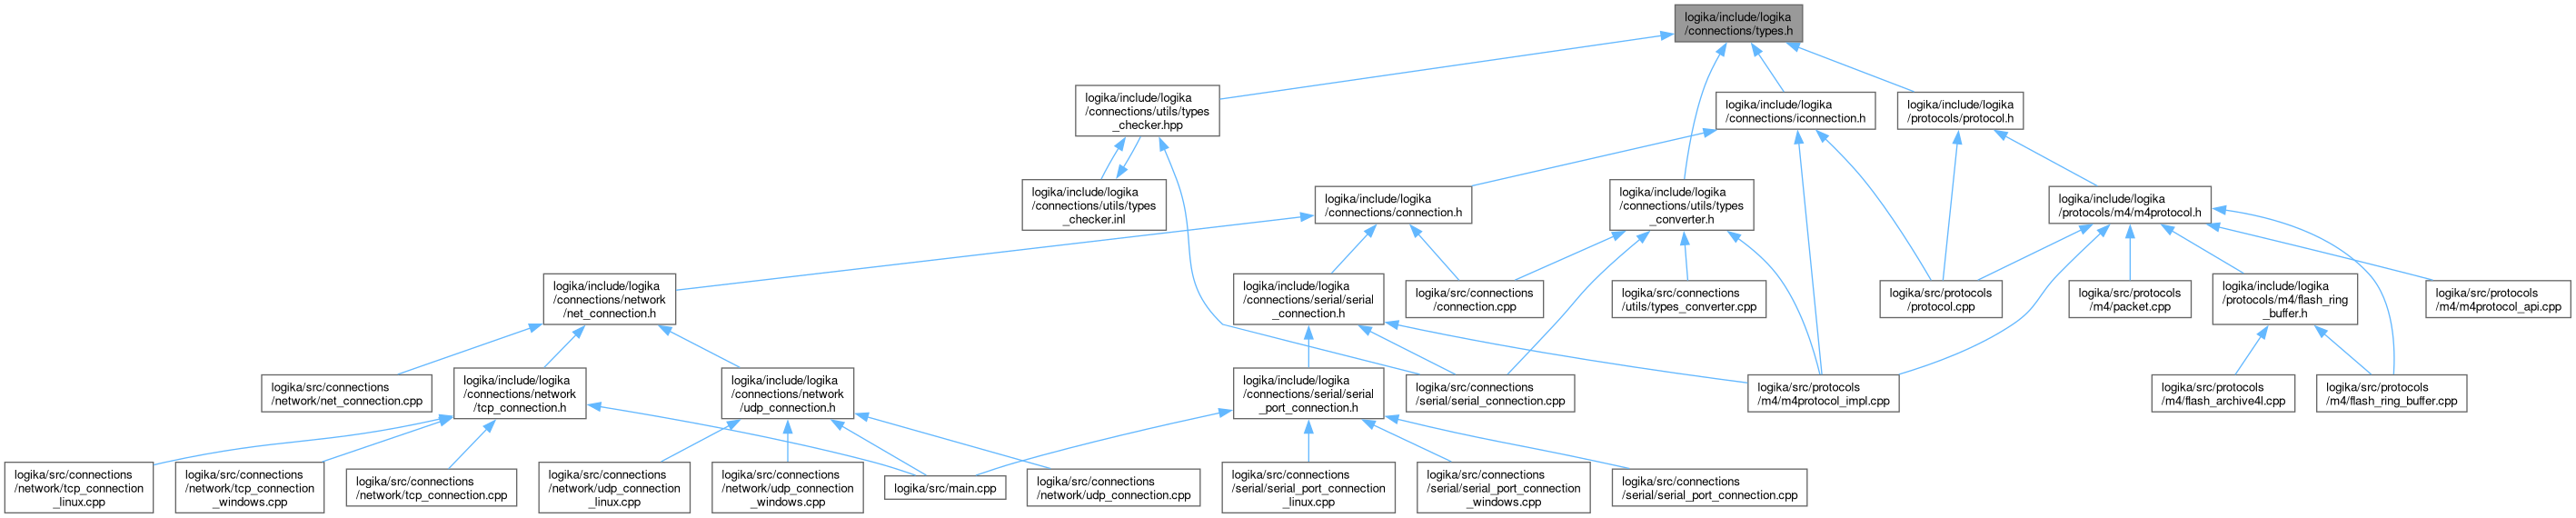 logika/include/logika
/connections/types.h
logika/include/logika
/connections/utils/types
_checker.hpp
logika/include/logika
/connections/iconnection.h
logika/include/logika
/protocols/protocol.h
logika/include/logika
/connections/utils/types
_checker.inl
logika/include/logika
/connections/connection.h
logika/include/logika
/connections/utils/types
_converter.h
logika/include/logika
/protocols/m4/m4protocol.h
logika/include/logika
/connections/network
/net_connection.h
logika/include/logika
/connections/serial/serial
_connection.h
logika/src/connections
/connection.cpp
logika/src/connections
/utils/types_converter.cpp
logika/src/protocols
/protocol.cpp
logika/src/protocols
/m4/packet.cpp
logika/include/logika
/protocols/m4/flash_ring
_buffer.h
logika/src/protocols
/m4/m4protocol_api.cpp
logika/src/connections
/network/net_connection.cpp
logika/include/logika
/connections/network
/tcp_connection.h
logika/include/logika
/connections/network
/udp_connection.h
logika/include/logika
/connections/serial/serial
_port_connection.h
logika/src/connections
/serial/serial_connection.cpp
logika/src/protocols
/m4/m4protocol_impl.cpp
logika/src/protocols
/m4/flash_archive4l.cpp
logika/src/protocols
/m4/flash_ring_buffer.cpp
logika/src/connections
/network/tcp_connection
_linux.cpp
logika/src/connections
/network/tcp_connection
_windows.cpp
logika/src/connections
/network/tcp_connection.cpp
logika/src/connections
/network/udp_connection
_linux.cpp
logika/src/connections
/network/udp_connection
_windows.cpp
logika/src/main.cpp
logika/src/connections
/network/udp_connection.cpp
logika/src/connections
/serial/serial_port_connection
_linux.cpp
logika/src/connections
/serial/serial_port_connection
_windows.cpp
logika/src/connections
/serial/serial_port_connection.cpp